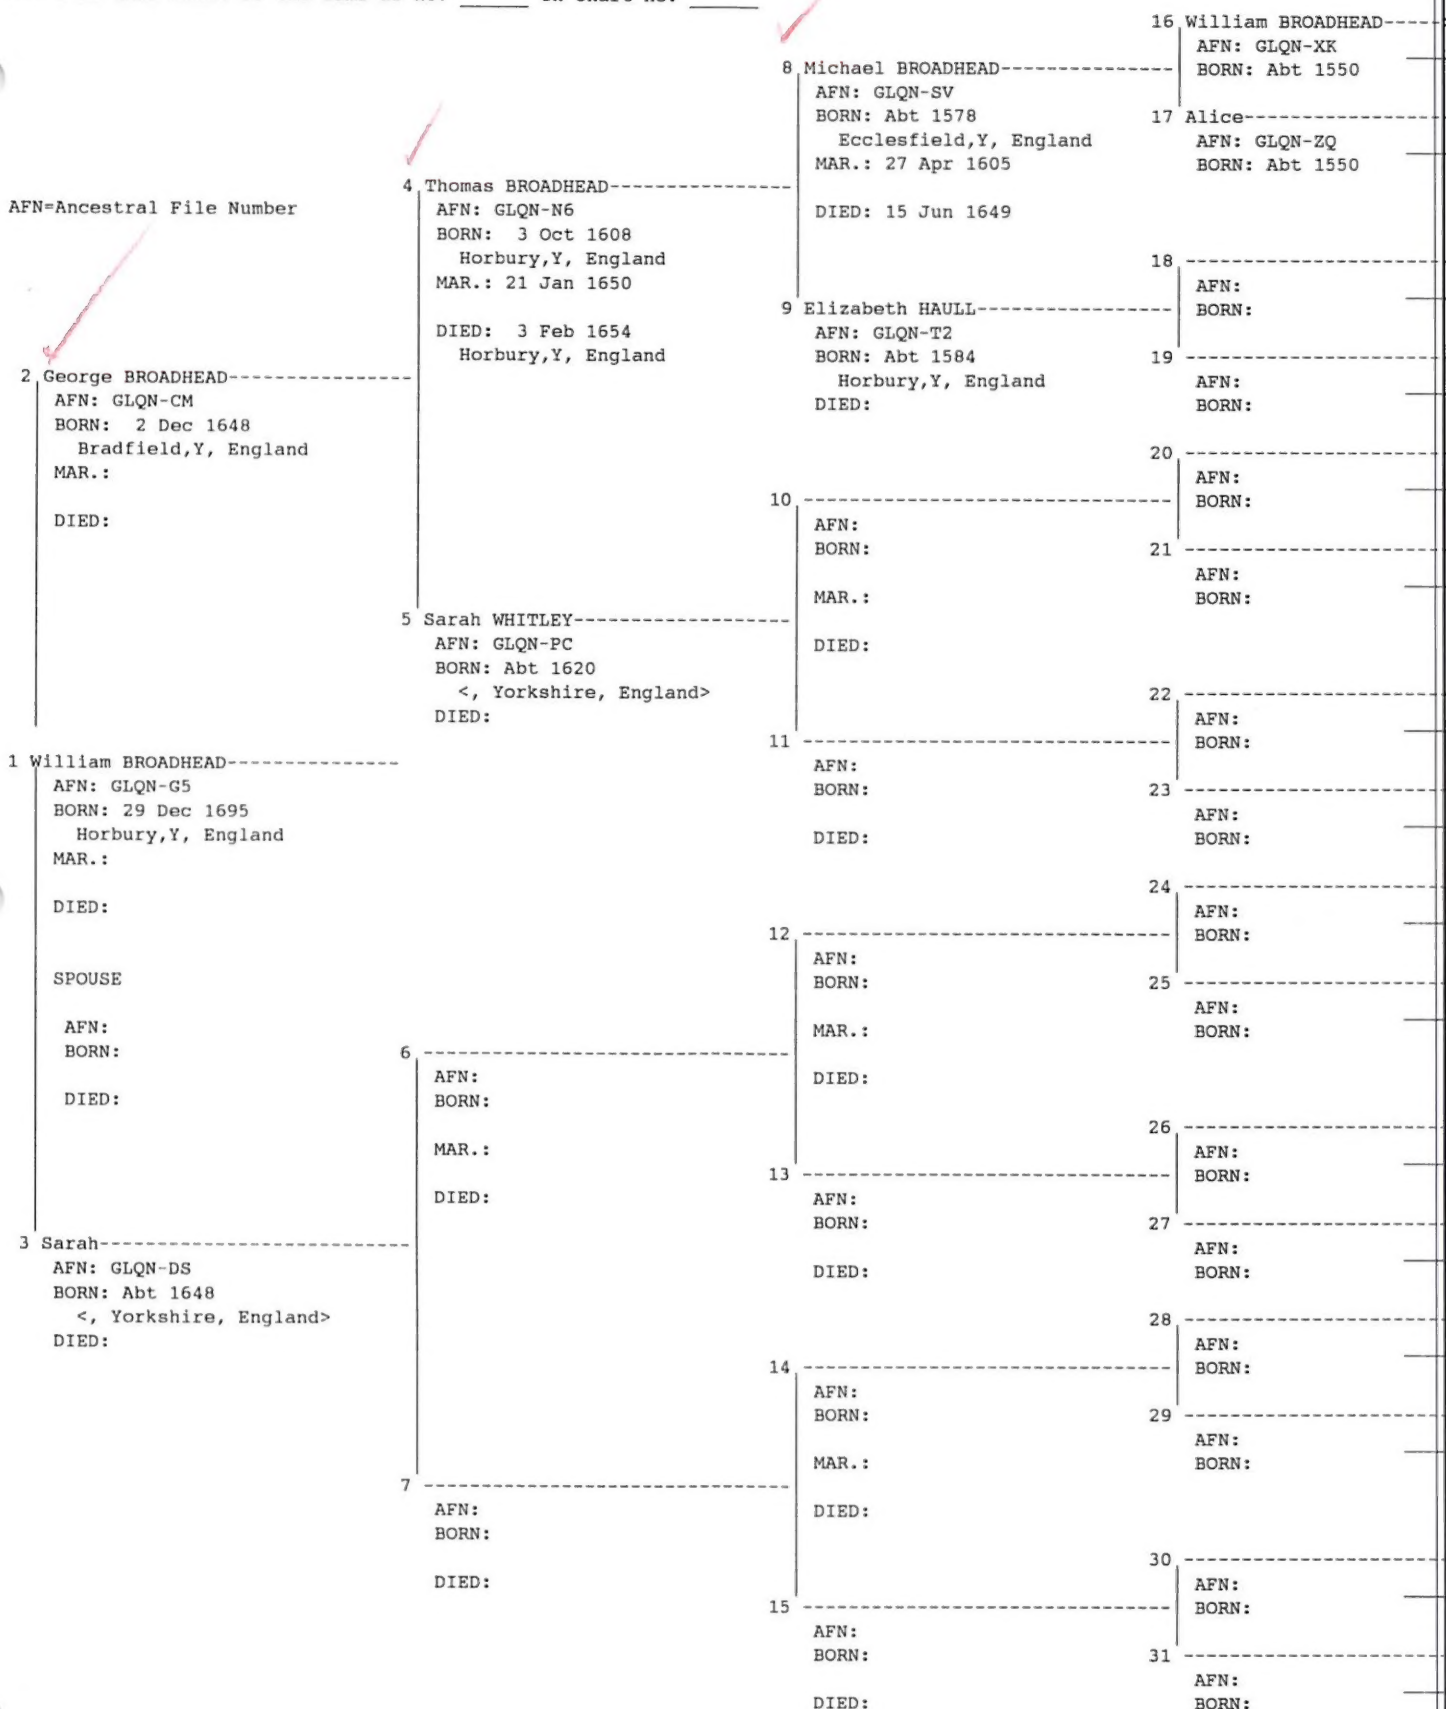 AFN=Ancestral File Number
2 George BROADHEAD
AFN: GLQN-CM
BORN: 2 Dec 1648
Bradfield,Y, England
MAR.:
DIED:
1 William BROADHEAD
AFN: GLQN-G5
BORN: 29 Dec 1695
Horbury,Y, England
MAR.:
DIED:
SPOUSE
AFN:
BORN:
DIED:
3 Sarah
AFN: GLQN-DS
BORN: Abt 1648
<, Yorkshire, England>
DIED:
4 Thomas BROADHEAD
AFN: GLQN-N6
BORN: 3 Oct 1608
Horbury,Y, England
MAR.: 21 Jan 1650
DIED: 3 Feb 1654
Horbury,Y, England
5 Sarah WHITLEY
AFN: GLQN-PC
BORN: Abt 1620
<, Yorkshire, England>
DIED:
6
AFN:
BORN:
MAR.:
DIED:
7
AFN:
BORN:
DIED:
8 Michael BROADHEAD
AFN: GLQN-SV
BORN: Abt 1578
Ecclesfield,Y, England
MAR.: 27 Apr 1605
DIED: 15 Jun 1649
9 Elizabeth HAULL
AFN: GLQN-T2
BORN: Abt 1584
Horbury,Y, England
DIED:
10
AFN:
BORN:
MAR.:
DIED:
11
AFN:
BORN:
DIED:
12
AFN:
BORN:
MAR.:
DIED:
13
AFN:
BORN:
DIED:
14
AFN:
BORN:
MAR.:
DIED:
15
AFN:
BORN:
DIED:
16 William BROADHEAD
AFN: GLQN-XK
BORN: Abt 1550
17 Alice
AFN: GLQN-ZQ
BORN: Abt 1550
18
AFN:
BORN:
19
AFN:
BORN:
20
AFN:
BORN:
21
AFN:
BORN:
22
AFN:
BORN:
23
AFN:
BORN:
24
AFN:
BORN:
25
AFN:
BORN:
26
AFN:
BORN:
27
AFN:
BORN:
28
AFN:
BORN:
29
AFN:
BORN:
30
AFN:
BORN:
31
AFN:
BORN: